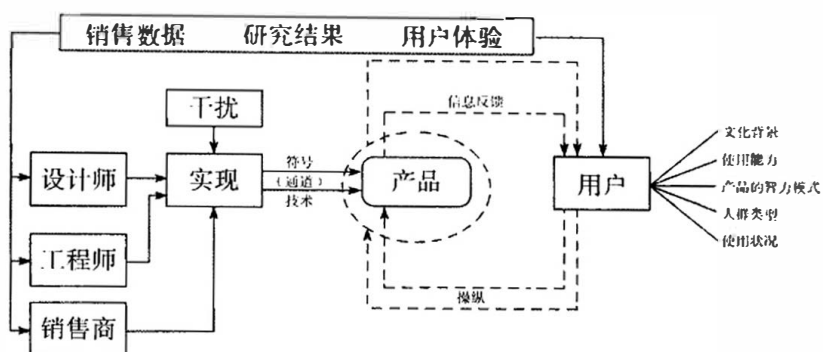 销售数据 研究结果 用户体验
干扰
信息反馈
设计师
实现
符号
（通道）
技术
产品
用户
文化背景
使用能力
产品的智力模式
人群类型
使用状况
工程师
操纵
销售商